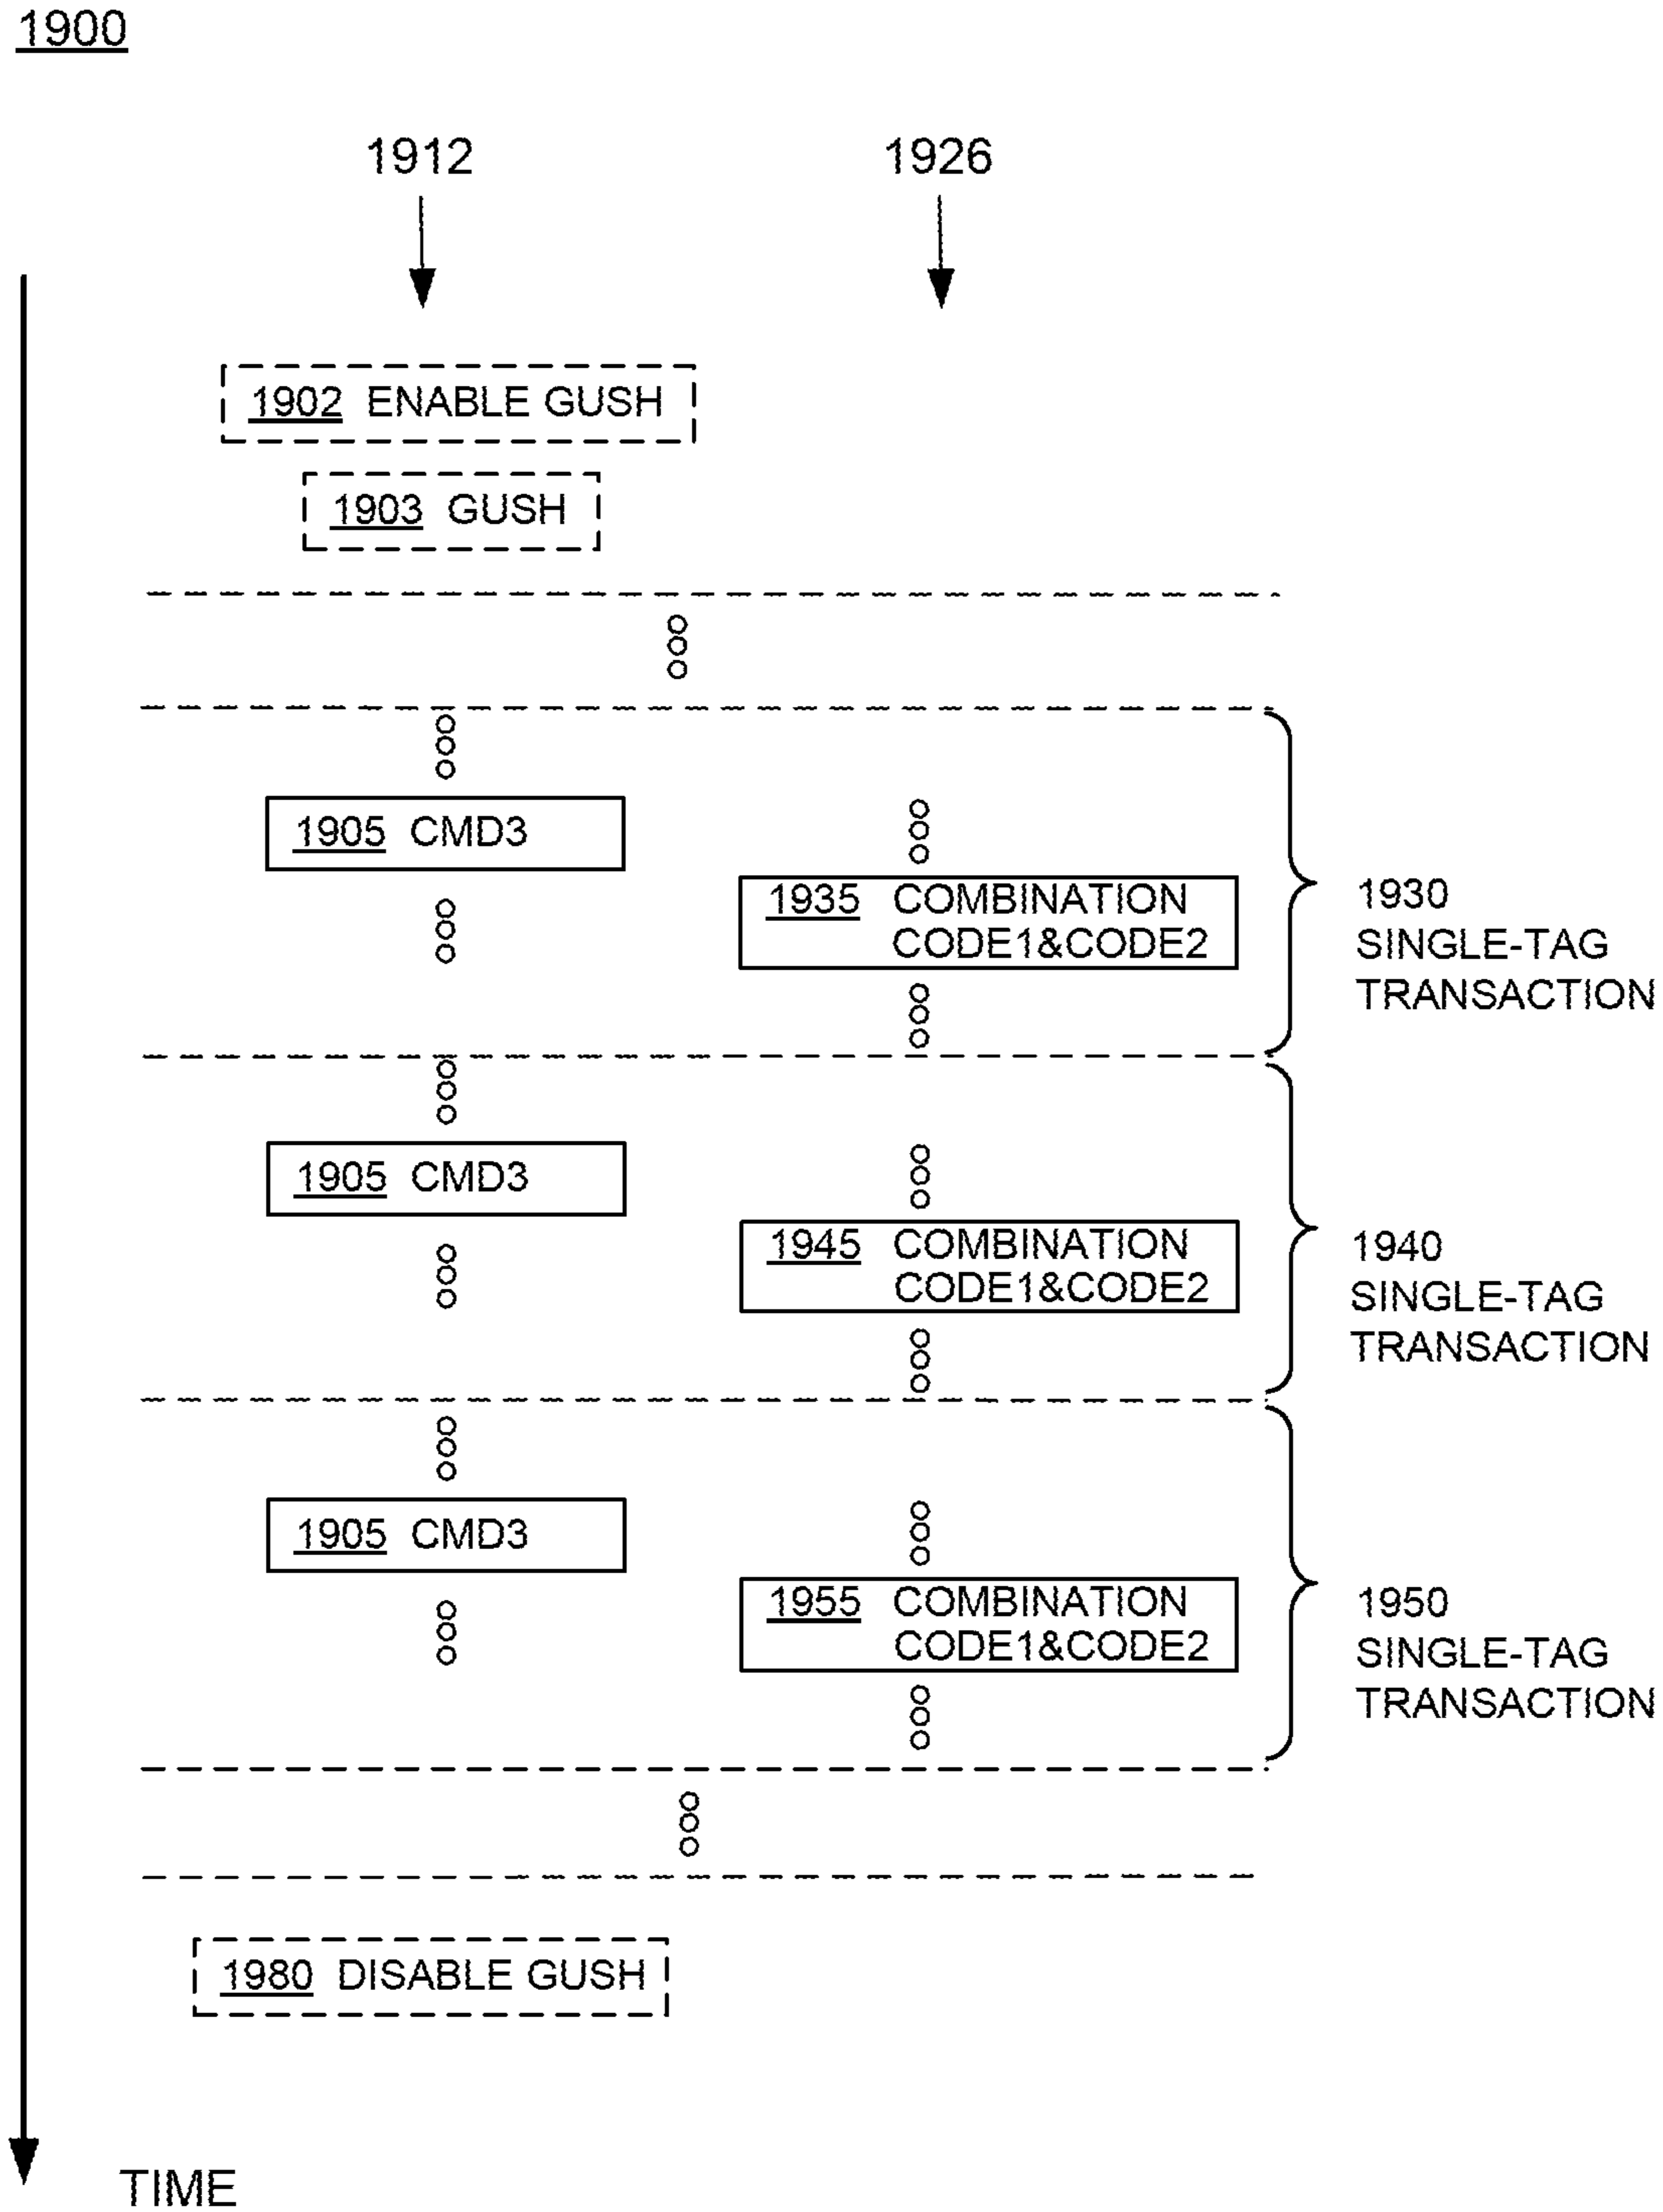 1900
1912 1926
1902 ENABLE GUSH
1903 GUSH
1905 CMD3
1935 COMBINATION
CODE1&CODE2
1930
SINGLE-TAG
TRANSACTION
1905 CMD3
1945 COMBINATION
CODE1&CODE2
1940
SINGLE-TAG
TRANSACTION
1905 CMD3
1955 COMBINATION
CODE1&CODE2
1950
SINGLE-TAG
TRANSACTION
1980 DISABLE GUSH
TIME